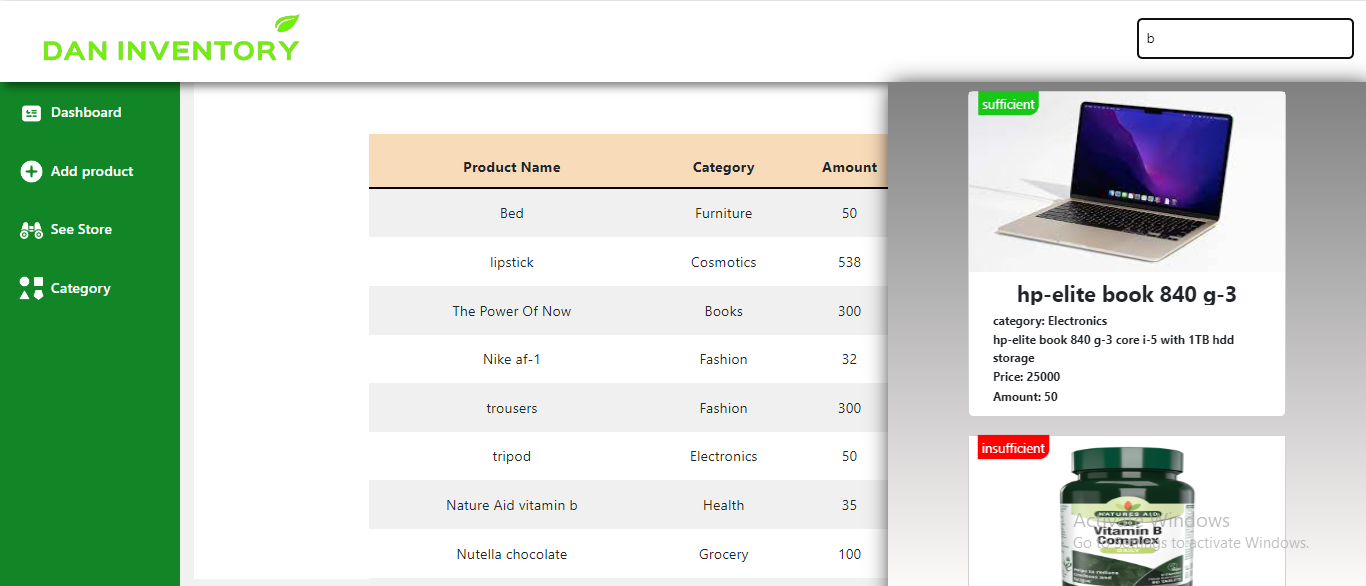 DAN INVENTORY
b
Dashboard
Add product
See Store
Category
Product Name Category Amount
Bed Furniture 50
lipstick Cosmotics 538
The Power Of Now Books 300
Nike af-1 Fashion 32
trousers Fashion 300
tripod Electronics 50
Nature Aid vitamin b Health 35
Nutella chocolate Grocery 100
sufficient
hp-elite book 840 g-3
category: Electronics
hp-elite book 840 g-3 core i-5 with 1TB hdd
storage
Price: 25000
Amount: 50
insufficient
NATURES AID
Vitamin B
Complex
DAILY
Activate Windows
Go to Settings to activate Windows.